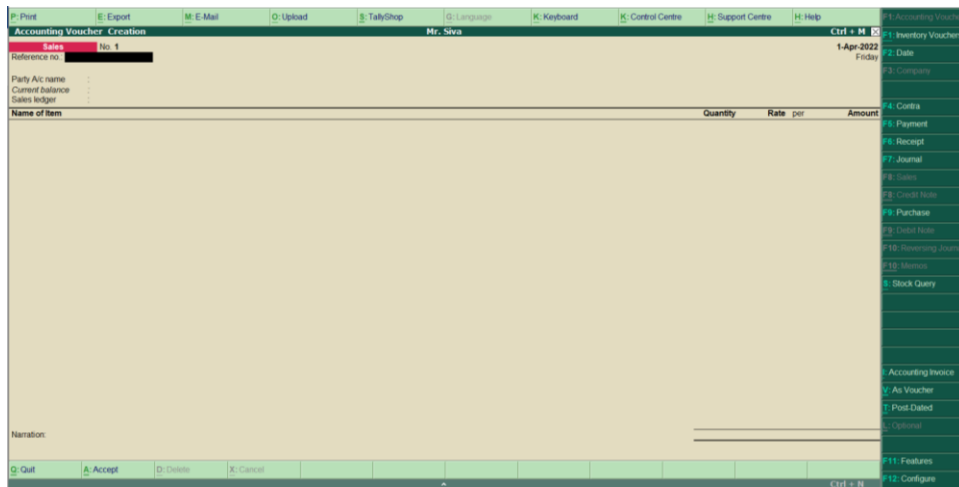 P: Print E: Export M: E-Mail O: Upload S: TallyShop G: Language K: Keyboard K: Control Centre H: Support Centre H: Help
Accounting Voucher Creation Mr. Siva Ctrl + M
Sales No. 1 1-Apr-2022
Reference no. : Friday
Party A/c name :
Current balance :
Sales ledger :
Name of Item Quantity Rate per Amount
Narration:
Q: Quit A: Accept D: Delete X: Cancel
Ctrl + N
F1: Accounting Vouche
F1: Inventory Voucher
F2: Date
F3: Company
F4: Contra
F5: Payment
F6: Receipt
F7: Journal
F8: Sales
F8: Credit Note
F9: Purchase
F9: Debit Note
F10: Reversing Journ
F10: Memos
S: Stock Query
I: Accounting Invoice
V: As Voucher
T: Post-Dated
L: Optional
F11: Features
F12: Configure